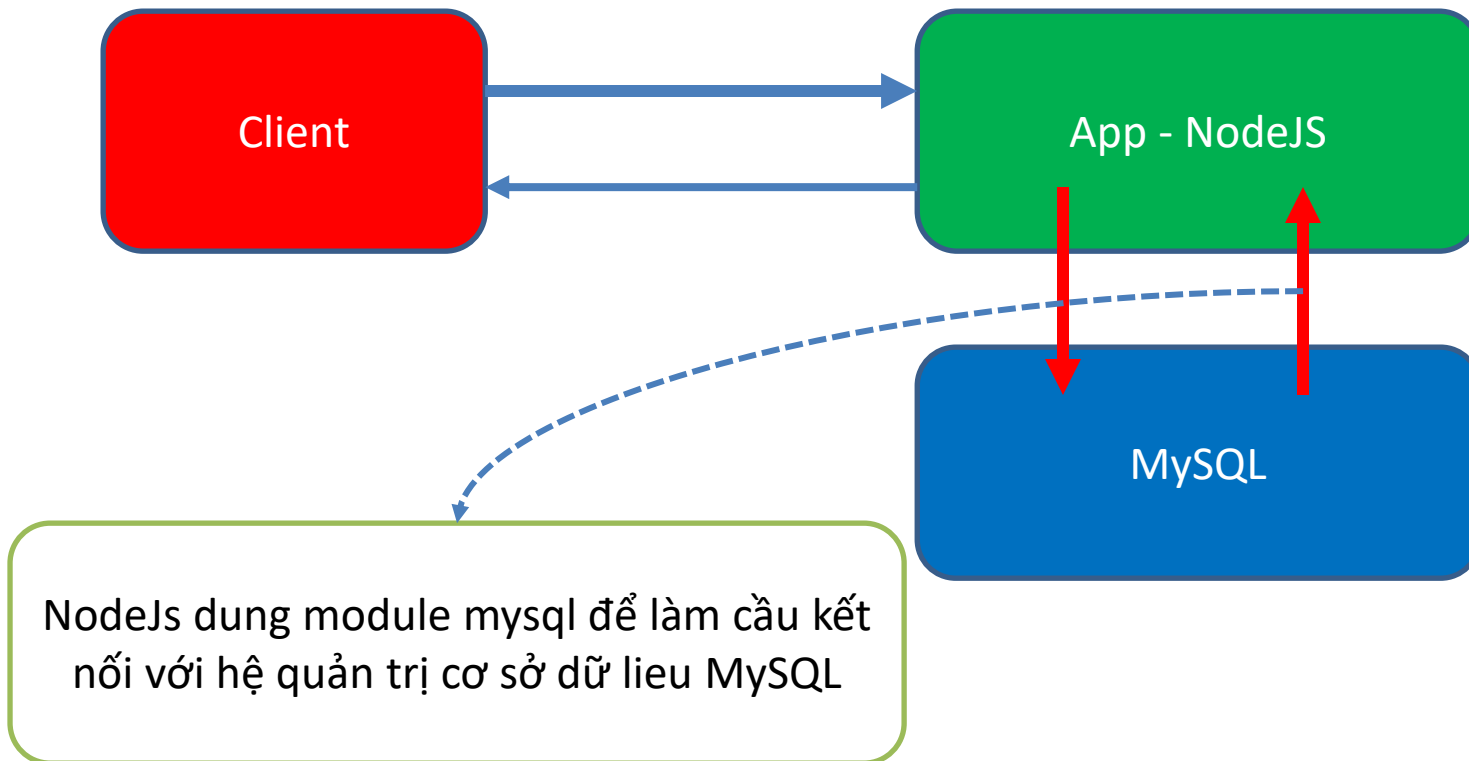 Client
App - NodeJS
MySQL
NodeJs dung module mysql để làm cầu kết
nối với hệ quản trị cơ sở dữ lieu MySQL